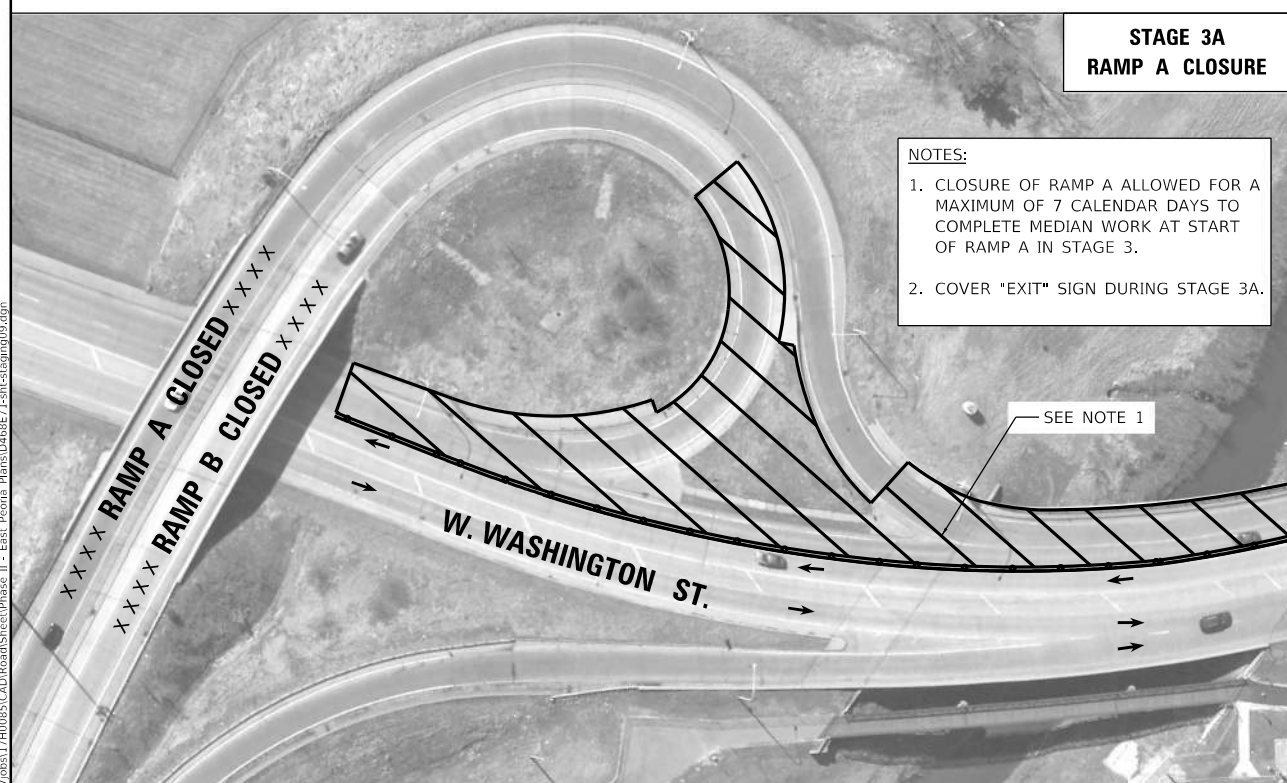 STAGE 3A
RAMP A CLOSURE
NOTES:
1. CLOSURE OF RAMP A ALLOWED FOR A
MAXIMUM OF 7 CALENDAR DAYS TO
COMPLETE MEDIAN WORK AT START
OF RAMP A IN STAGE 3.
2. COVER "EXIT" SIGN DURING STAGE 3A.
SEE NOTE 1
X X X X RAMP A CLOSED X X X X
X X X X RAMP B CLOSED X X X X
W. WASHINGTON ST.